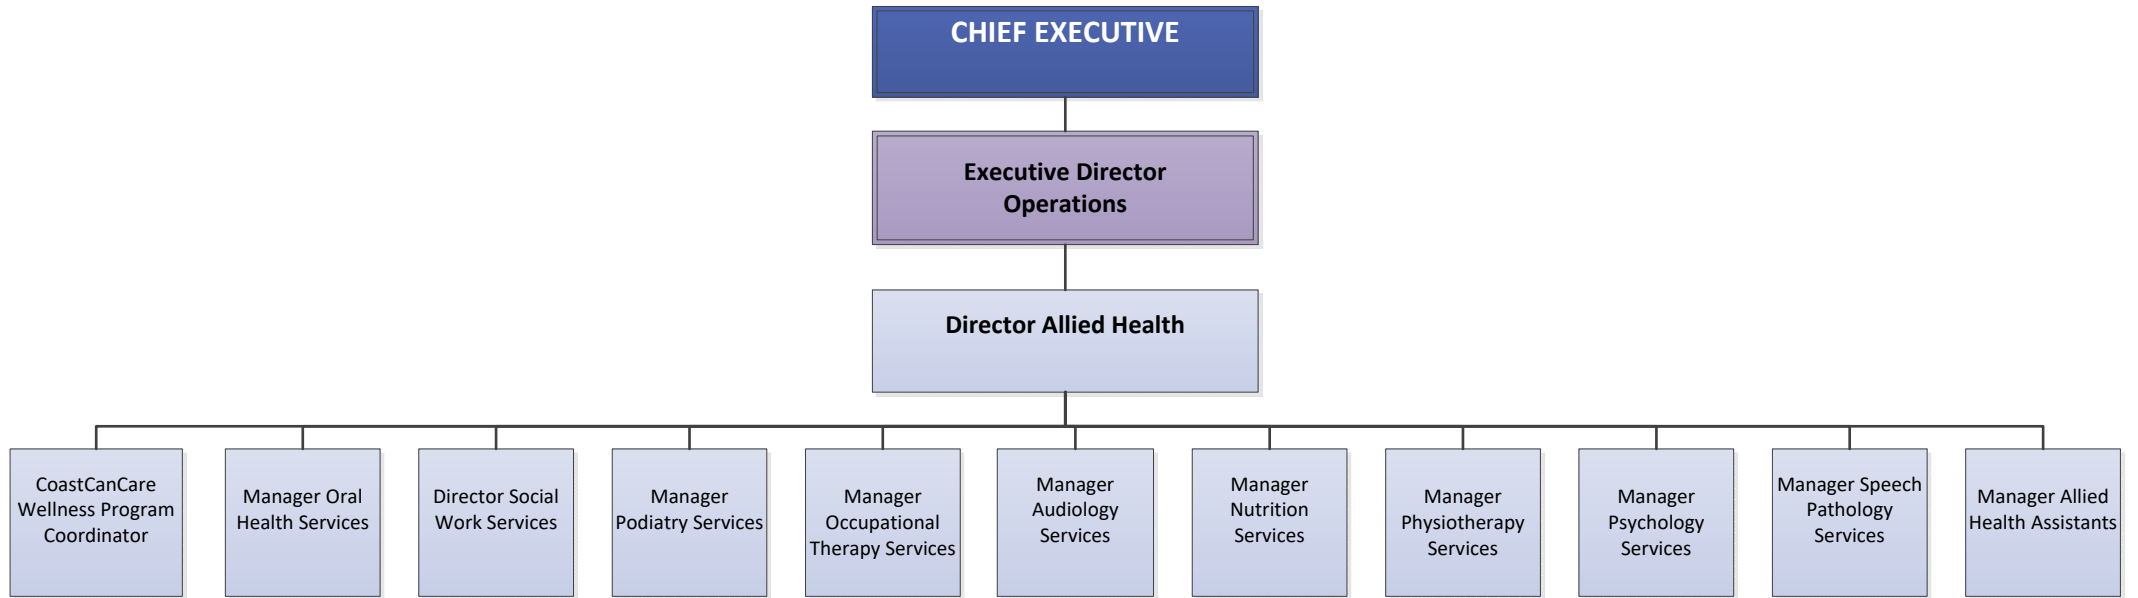 CHIEF EXECUTIVE
Executive Director
Operations
Director Allied Health
CoastCanCare
Wellness Program
Coordinator
Manager Oral
Health Services
Director Social
Work Services
Manager
Podiatry Services
Manager
Occupational
Therapy Services
Manager
Audiology
Services
Manager
Nutrition
Services
Manager
Physiotherapy
Services
Manager
Psychology
Services
Manager Speech
Pathology
Services
Manager Allied
Health Assistants